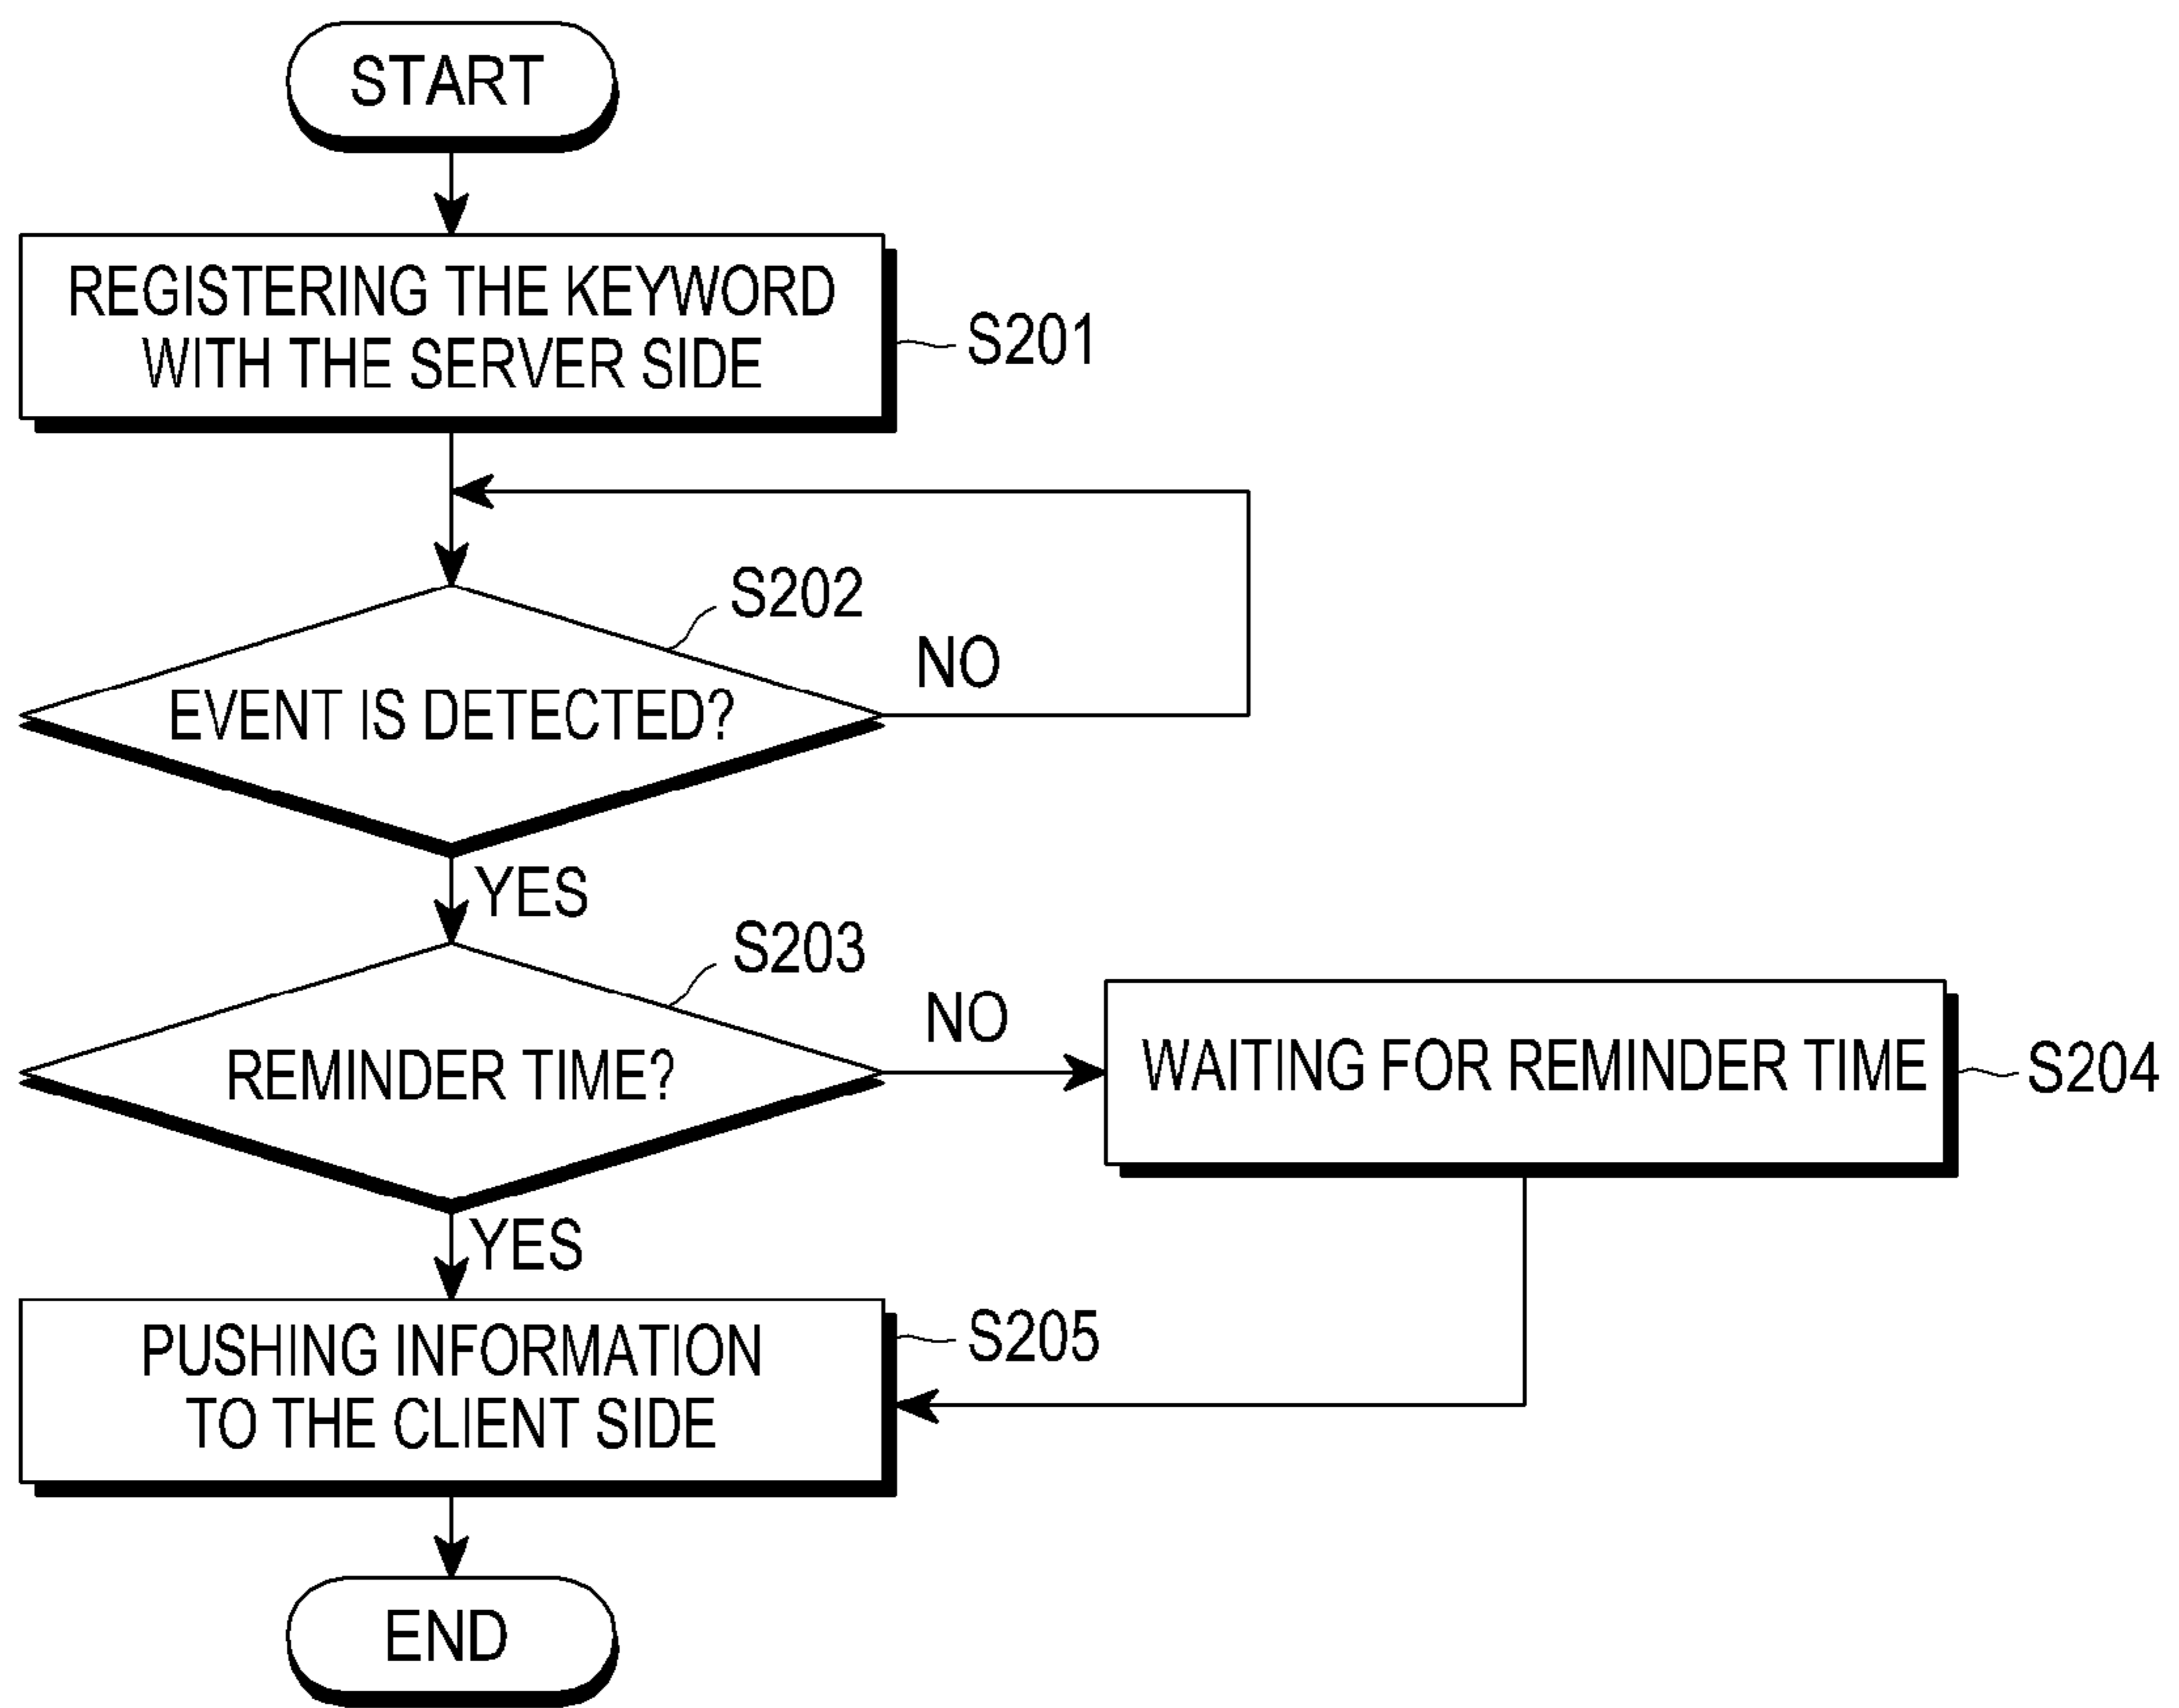 START
REGISTERING THE KEYWORD
WITH THE SERVER SIDE
S201
S202
NO
EVENT IS DETECTED?
YES
S203
NO
REMINDER TIME?
WAITING FOR REMINDER TIME
S204
YES
PUSHING INFORMATION
TO THE CLIENT SIDE
S205
END